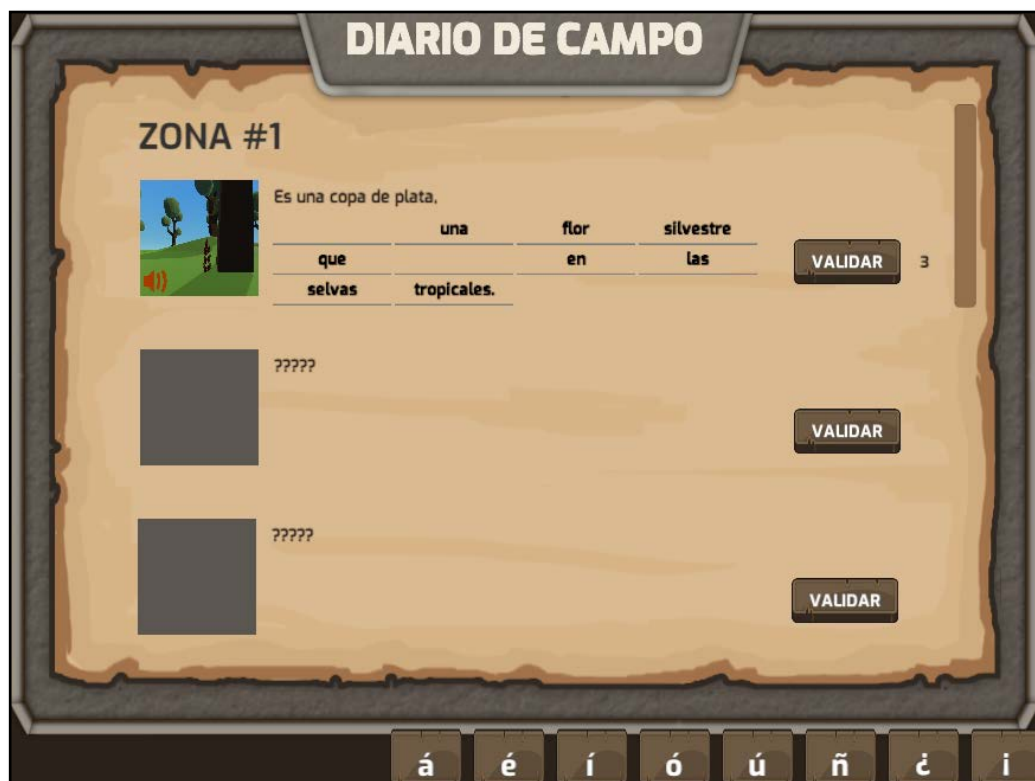 DIARIO DE CAMPO
ZONA #1
Es una copa de plata,
una flor silvestre
que en las
selvas tropicales.
VALIDAR 3
?????
VALIDAR
?????
VALIDAR
á é í ó ú ñ ¿ ¡